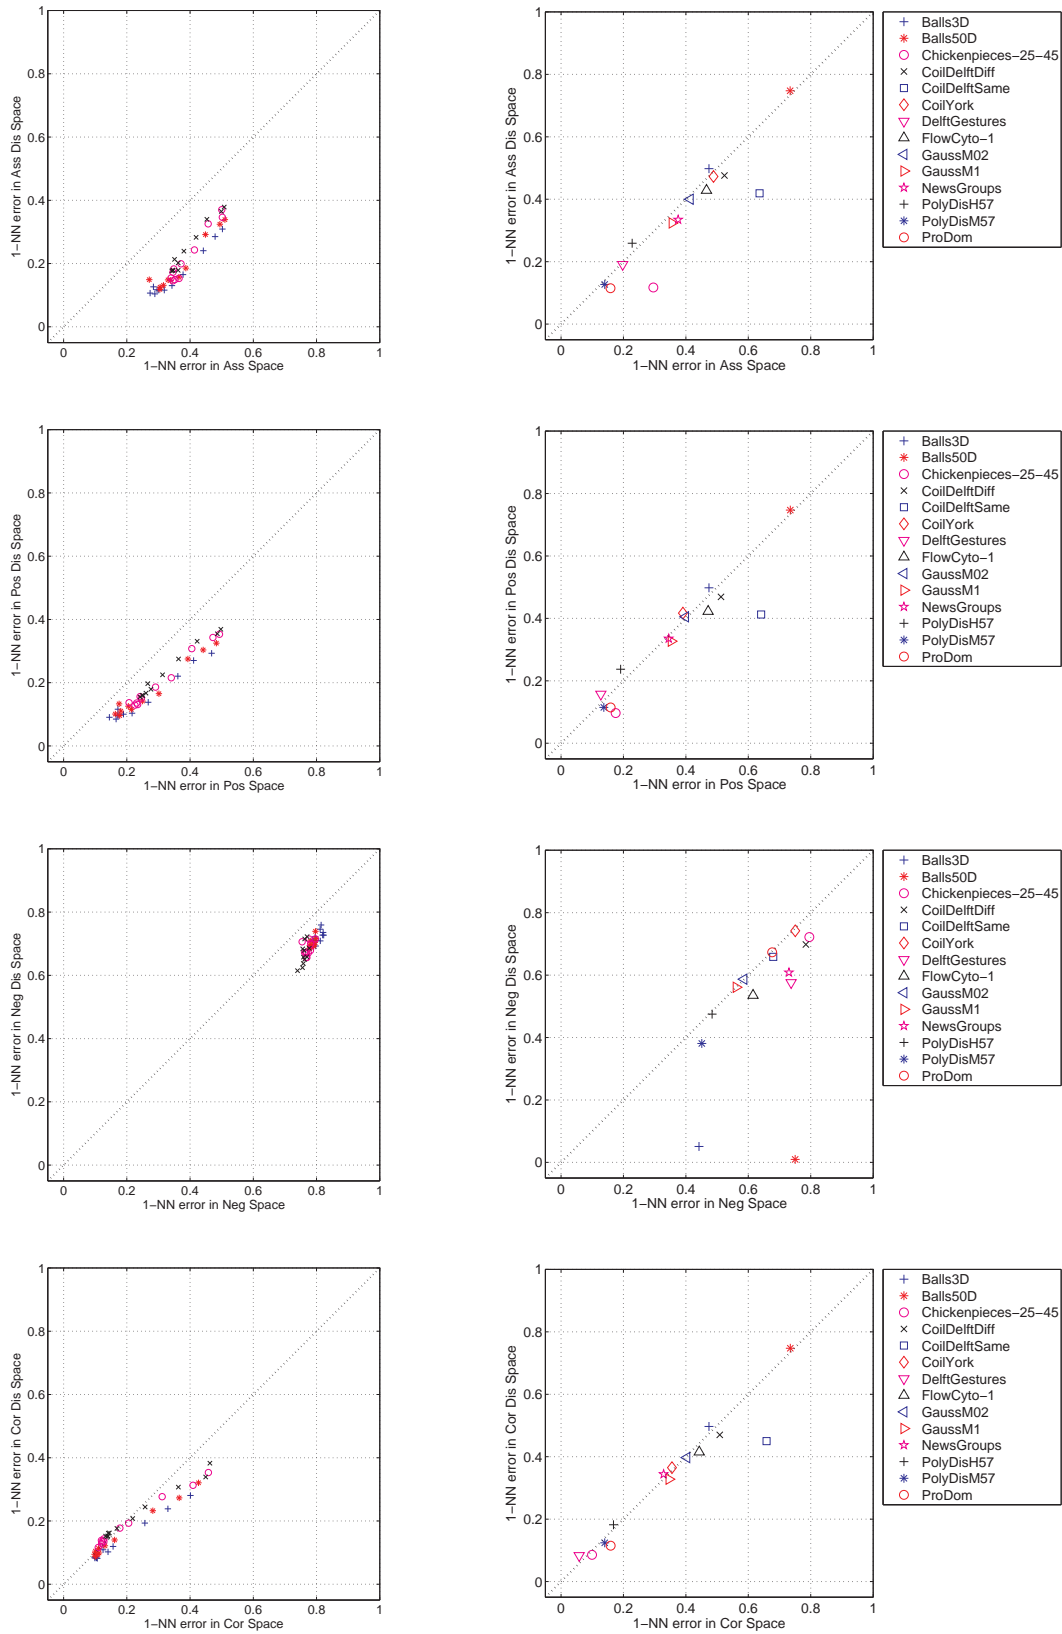 1
0.8
0.6
0.4
0.2
0
0 0.2 0.4 0.6 0.8 1
1−NN error in Ass Space
1−NN error in Ass Dis Space
1
0.8
0.6
0.4
0.2
0
0 0.2 0.4 0.6 0.8 1
1−NN error in Ass Space
1−NN error in Ass Dis Space
Balls3D
Balls50D
Chickenpieces−25−45
CoilDelftDiff
CoilDelftSame
CoilYork
DelftGestures
FlowCyto−1
GaussM02
GaussM1
NewsGroups
PolyDisH57
PolyDisM57
ProDom
1
0.8
0.6
0.4
0.2
0
0 0.2 0.4 0.6 0.8 1
1−NN error in Pos Space
1−NN error in Pos Dis Space
1
0.8
0.6
0.4
0.2
0
0 0.2 0.4 0.6 0.8 1
1−NN error in Pos Space
1−NN error in Pos Dis Space
Balls3D
Balls50D
Chickenpieces−25−45
CoilDelftDiff
CoilDelftSame
CoilYork
DelftGestures
FlowCyto−1
GaussM02
GaussM1
NewsGroups
PolyDisH57
PolyDisM57
ProDom
1
0.8
0.6
0.4
0.2
0
0 0.2 0.4 0.6 0.8 1
1−NN error in Neg Space
1−NN error in Neg Dis Space
1
0.8
0.6
0.4
0.2
0
0 0.2 0.4 0.6 0.8 1
1−NN error in Neg Space
1−NN error in Neg Dis Space
Balls3D
Balls50D
Chickenpieces−25−45
CoilDelftDiff
CoilDelftSame
CoilYork
DelftGestures
FlowCyto−1
GaussM02
GaussM1
NewsGroups
PolyDisH57
PolyDisM57
ProDom
1
0.8
0.6
0.4
0.2
0
0 0.2 0.4 0.6 0.8 1
1−NN error in Cor Space
1−NN error in Cor Dis Space
1
0.8
0.6
0.4
0.2
0
0 0.2 0.4 0.6 0.8 1
1−NN error in Cor Space
1−NN error in Cor Dis Space
Balls3D
Balls50D
Chickenpieces−25−45
CoilDelftDiff
CoilDelftSame
CoilYork
DelftGestures
FlowCyto−1
GaussM02
GaussM1
NewsGroups
PolyDisH57
PolyDisM57
ProDom